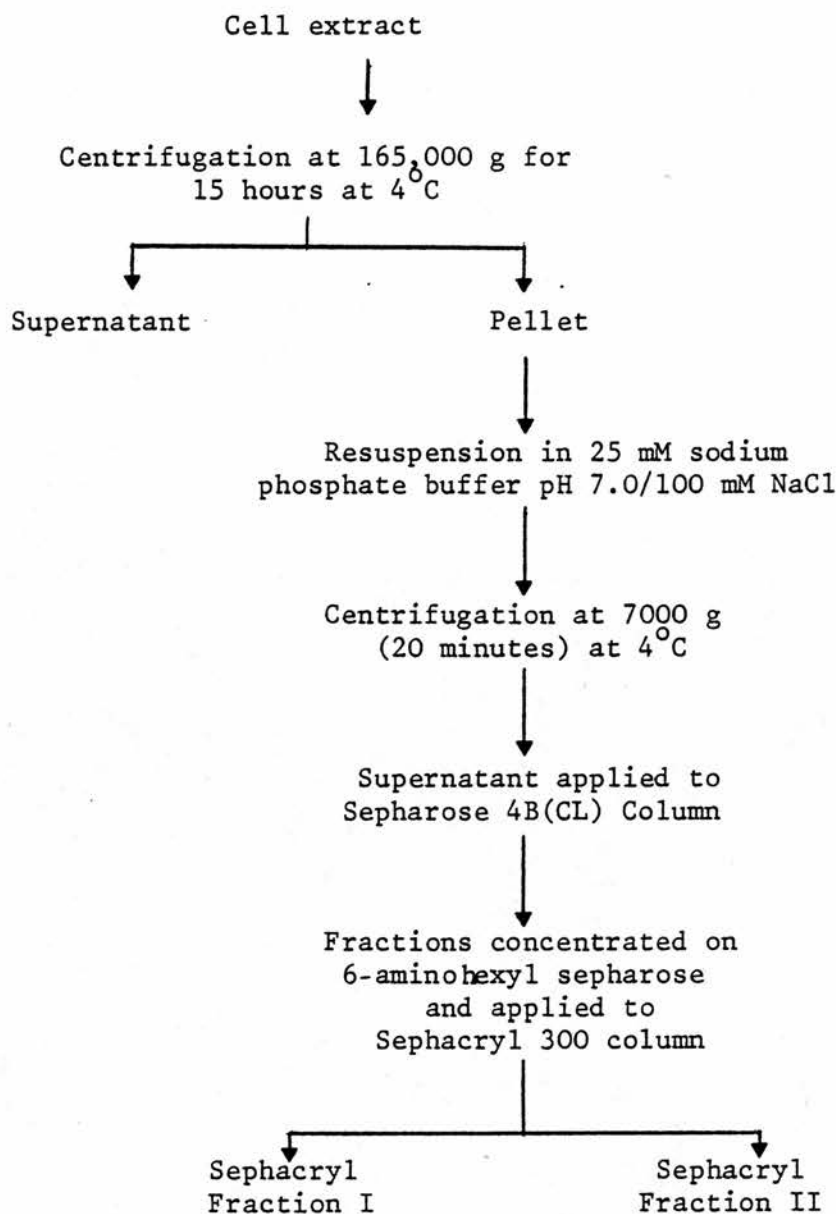 Cell extract
Centrifugation at 165,000 g for
15 hours at 4°C
Supernatant
Pellet
Resuspension in 25 mM sodium
phosphate buffer pH 7.0/100 mM NaCl
Centrifugation at 7000 g
(20 minutes) at 4°C
Supernatant applied to
Sepharose 4B(CL) Column
Fractions concentrated on
6-aminohexyl sepharose
and applied to
Sephacryl 300 column
Sephacryl
Fraction I
Sephacryl
Fraction II